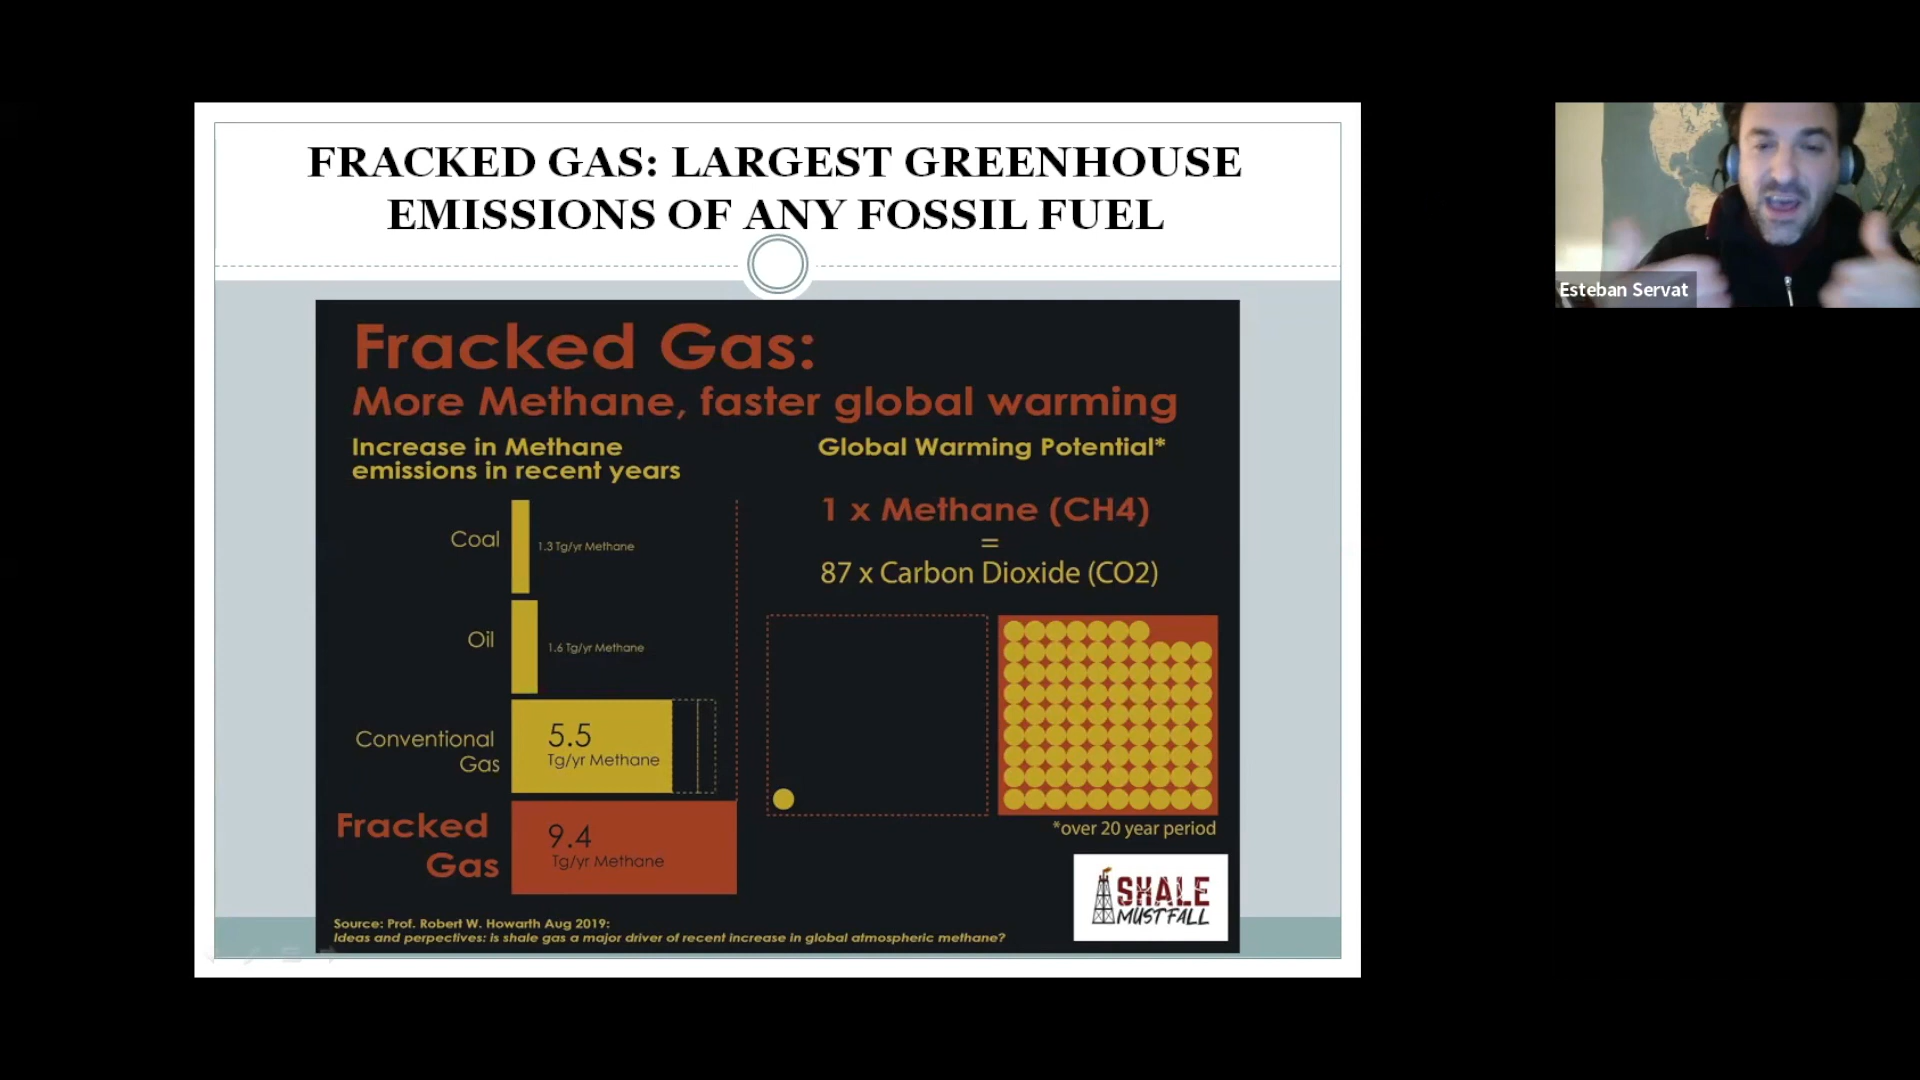 FRACKED GAS: LARGEST GREENHOUSE
EMISSIONS OF ANY FOSSIL FUEL
Fracked Gas:
More Methane, faster global warming
Increase in Methane
emissions in recent years
Coal
1.3 Tg/yr Methane
Oil
1.6 Tg/yr Methane
Conventional
Gas
5.5
Tg/yr Methane
Fracked
Gas
9.4
Tg/yr Methane
Global Warming Potential*
1 x Methane (CH4)
=
87 x Carbon Dioxide (CO2)
*over 20 year period
SHALE
MUST FALL
Source: Prof. Robert W. Howarth Aug 2019:
Ideas and perpectives: is shale gas a major driver of recent increase in global atmospheric methane?
Esteban Servat